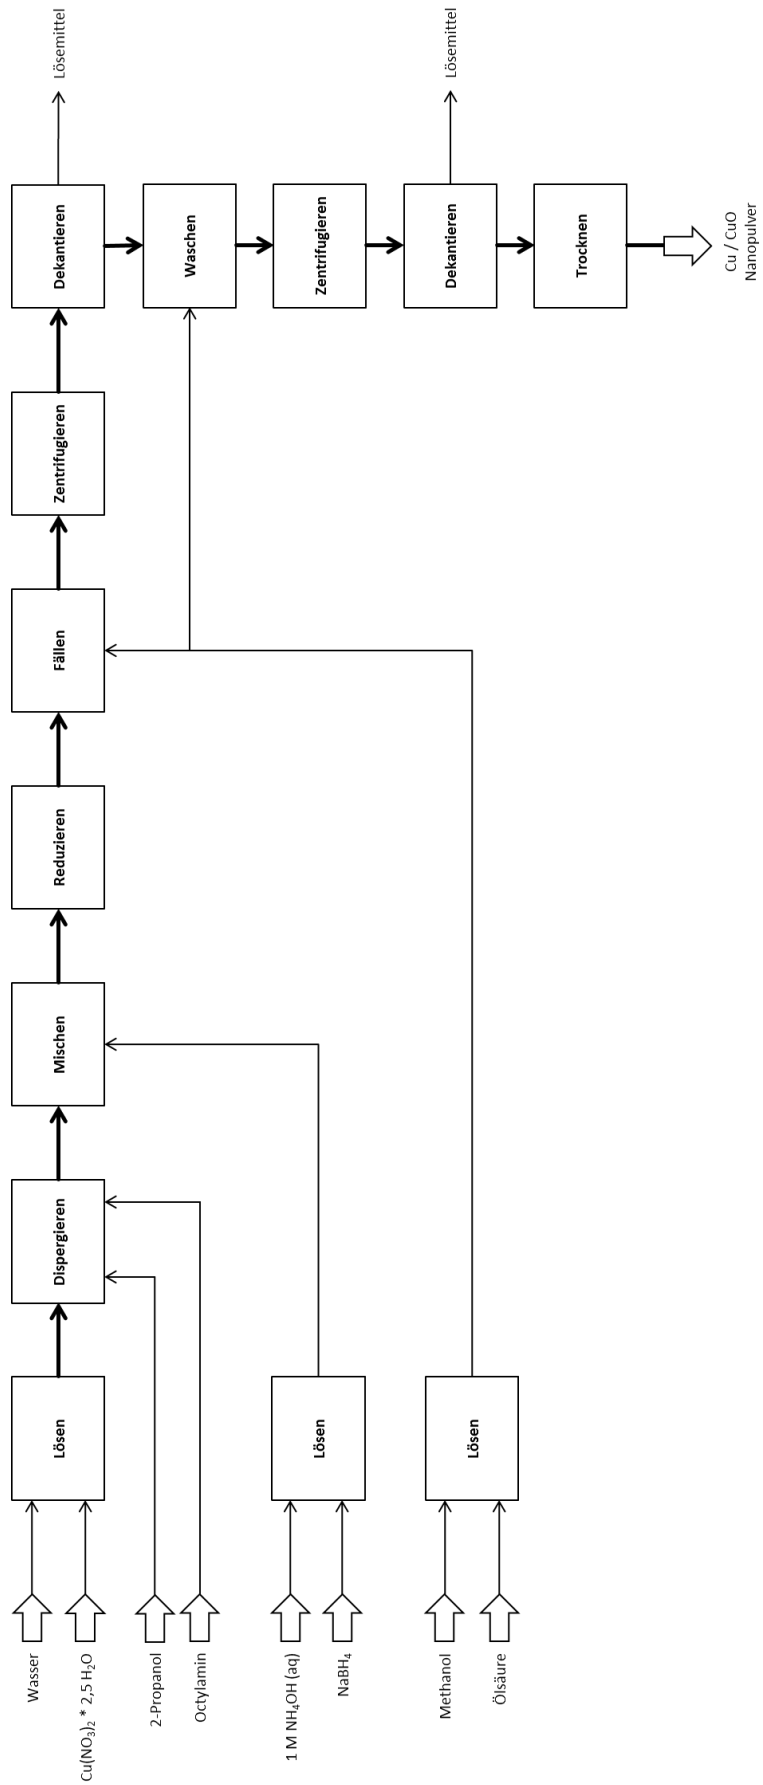 Wasser
Cu(NO₃)₂ * 2,5 H₂O
2-Propanol
Octylamin
1 M NH₄OH (aq)
NaBH₄
Methanol
Ölsäure
Lösen
Lösen
Lösen
Dispergieren
Mischen
Reduzieren
Fällen
Zentrifugieren
Dekantieren
Lösemittel
Waschen
Zentrifugieren
Dekantieren
Lösemittel
Trocknen
Cu / CuO
Nanopulver